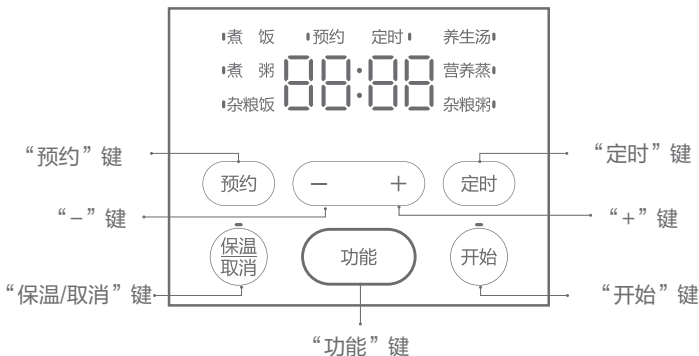 煮 饭 预约 定时 养生汤
煮 粥 88:88 营养蒸
杂粮饭 杂粮粥
“预约”键 “定时”键
预约 − + 定时
“−”键 “+”键
保温 功能 开始
取消
“保温/取消”键 “开始”键
“功能”键